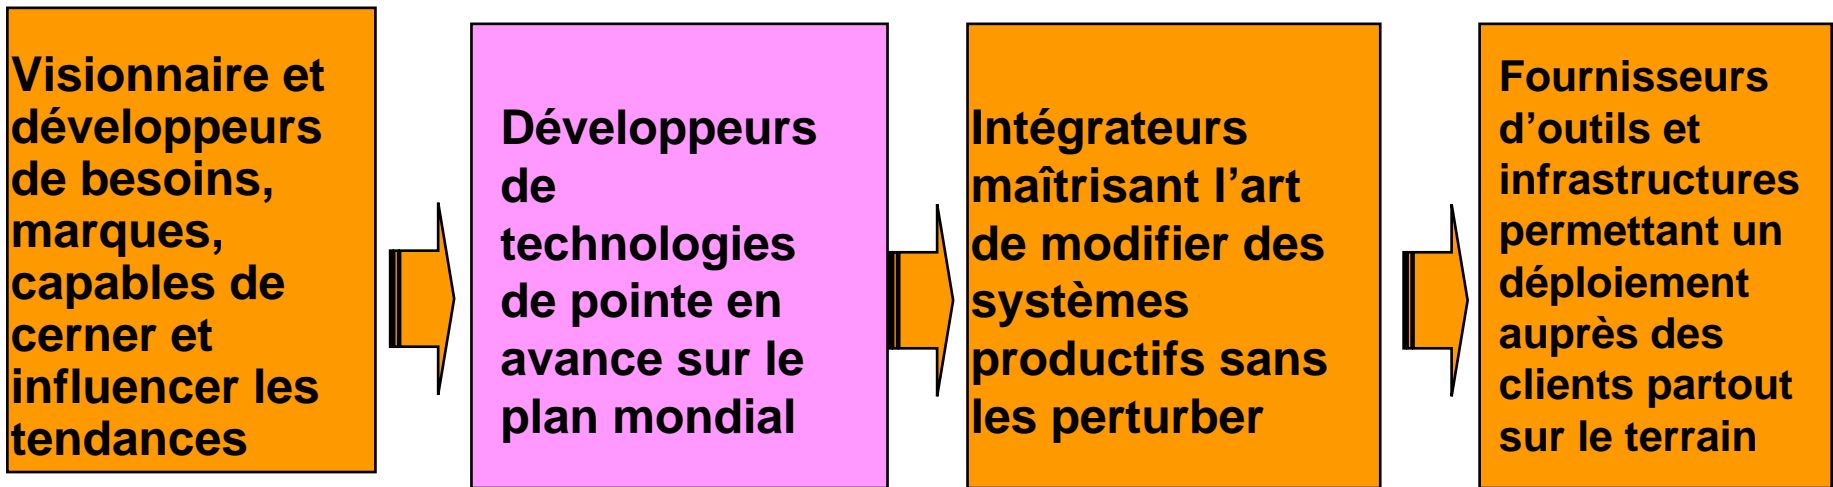 Visionnaire et
développeurs
de besoins,
marques,
capables de
cerner et
influencer les
tendances
Développeurs
de
technologies
de pointe en
avance sur le
plan mondial
Intégrateurs
maîtrisant l’art
de modifier des
systèmes
productifs sans
les perturber
Fournisseurs
d’outils et
infrastructures
permettant un
déploiement
auprès des
clients partout
sur le terrain